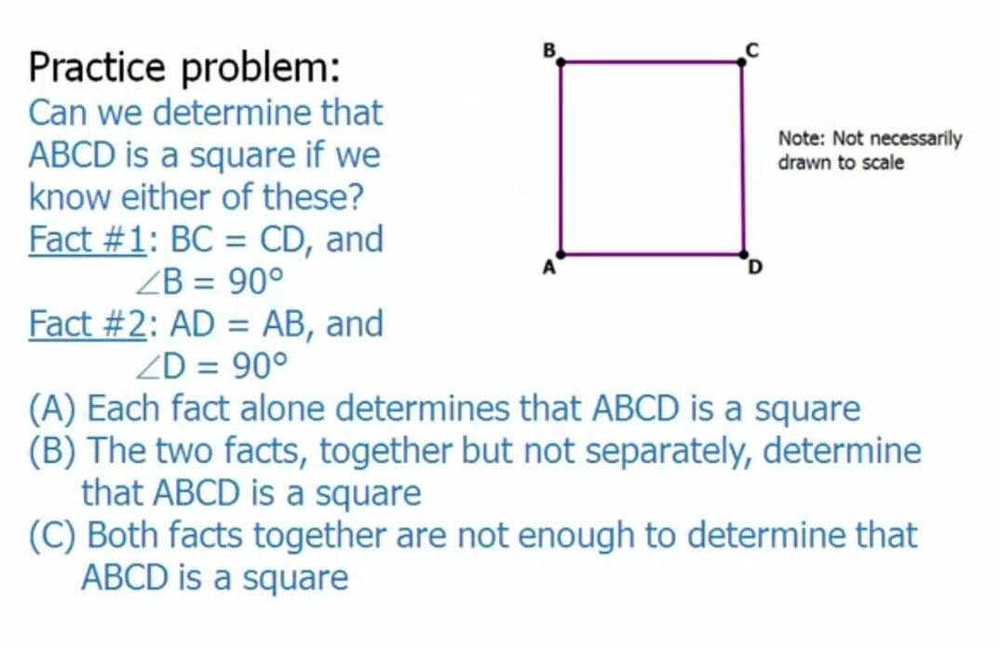 Practice problem:
Can we determine that
ABCD is a square if we
know either of these?
Fact #1: BC = CD, and
∠B = 90°
Fact #2: AD = AB, and
∠D = 90°
(A) Each fact alone determines that ABCD is a square
(B) The two facts, together but not separately, determine
that ABCD is a square
(C) Both facts together are not enough to determine that
ABCD is a square
B
C
A
D
Note: Not necessarily
drawn to scale